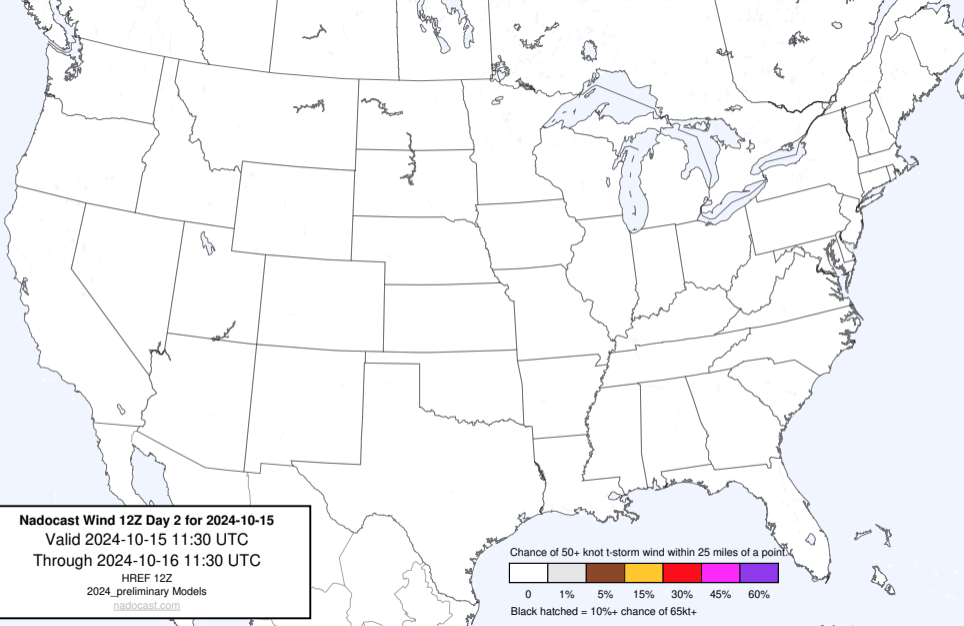 Nadocast Wind 12Z Day 2 for 2024-10-15
Valid 2024-10-15 11:30 UTC
Through 2024-10-16 11:30 UTC
HREF 12Z
2024_preliminary Models
nadocast.com
Chance of 50+ knot t-storm wind within 25 miles of a point.
0 1% 5% 15% 30% 45% 60%
Black hatched = 10%+ chance of 65kt+